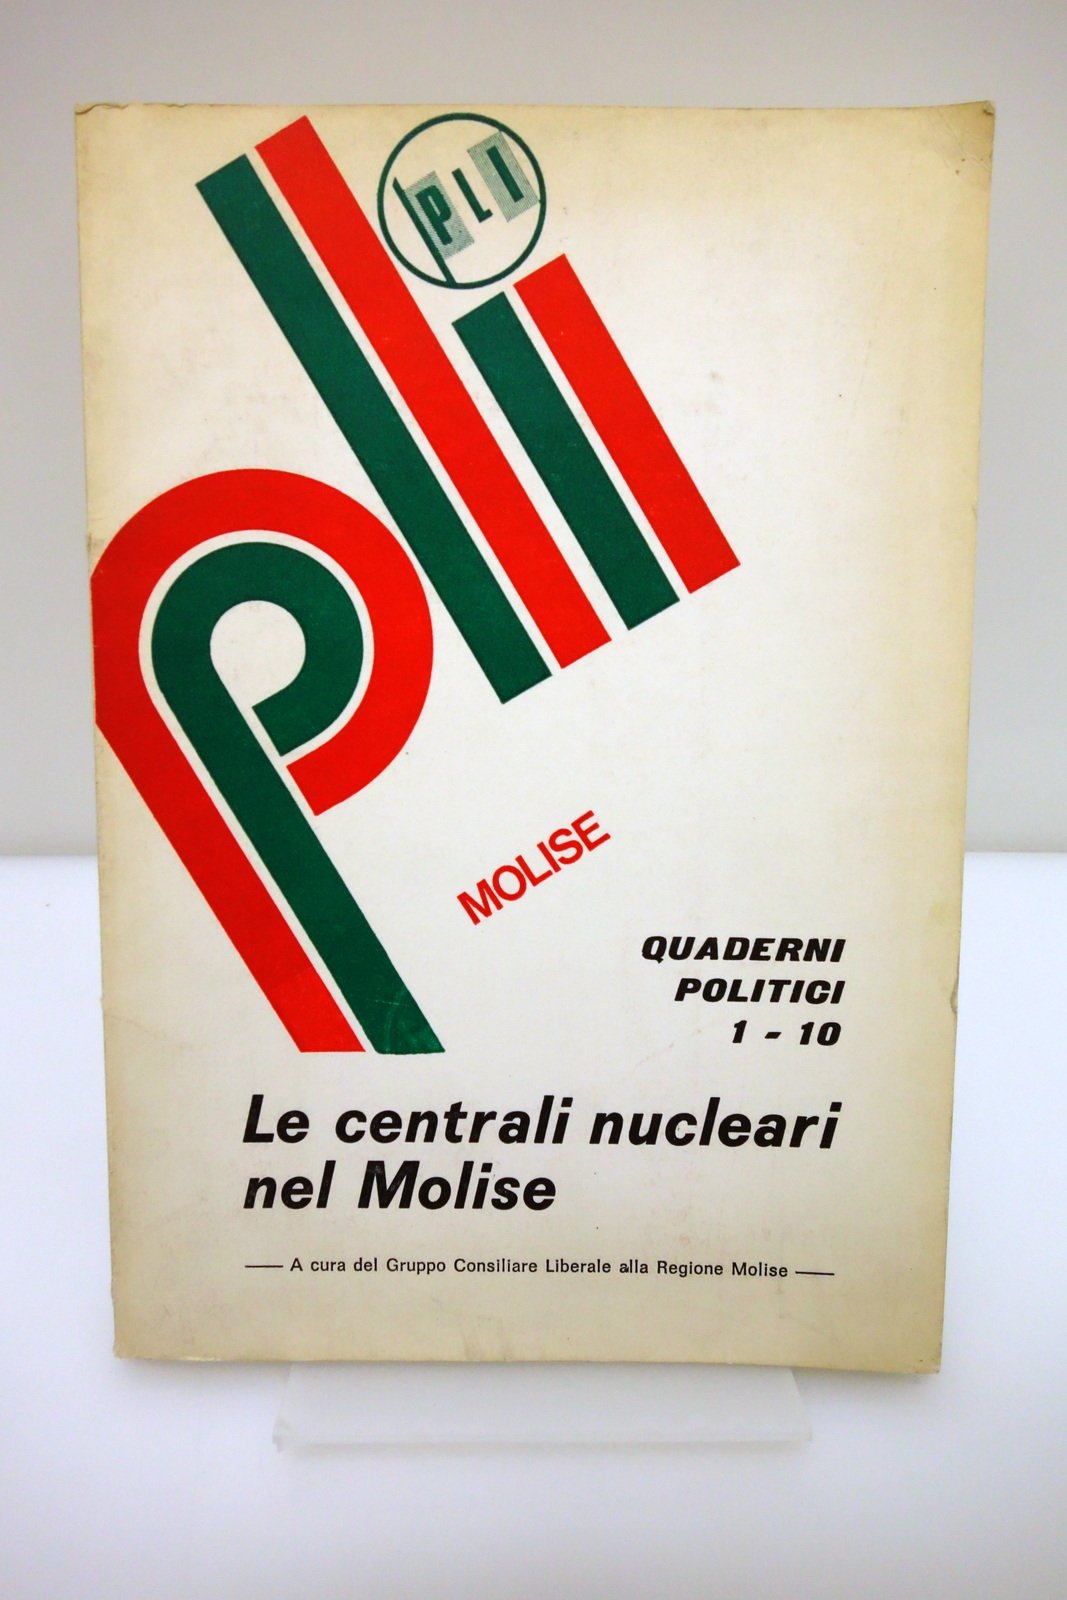 PLI
pli
MOLISE
QUADERNI
POLITICI
1 - 10
Le centrali nucleari
nel Molise
A cura del Gruppo Consiliare Liberale alla Regione Molise